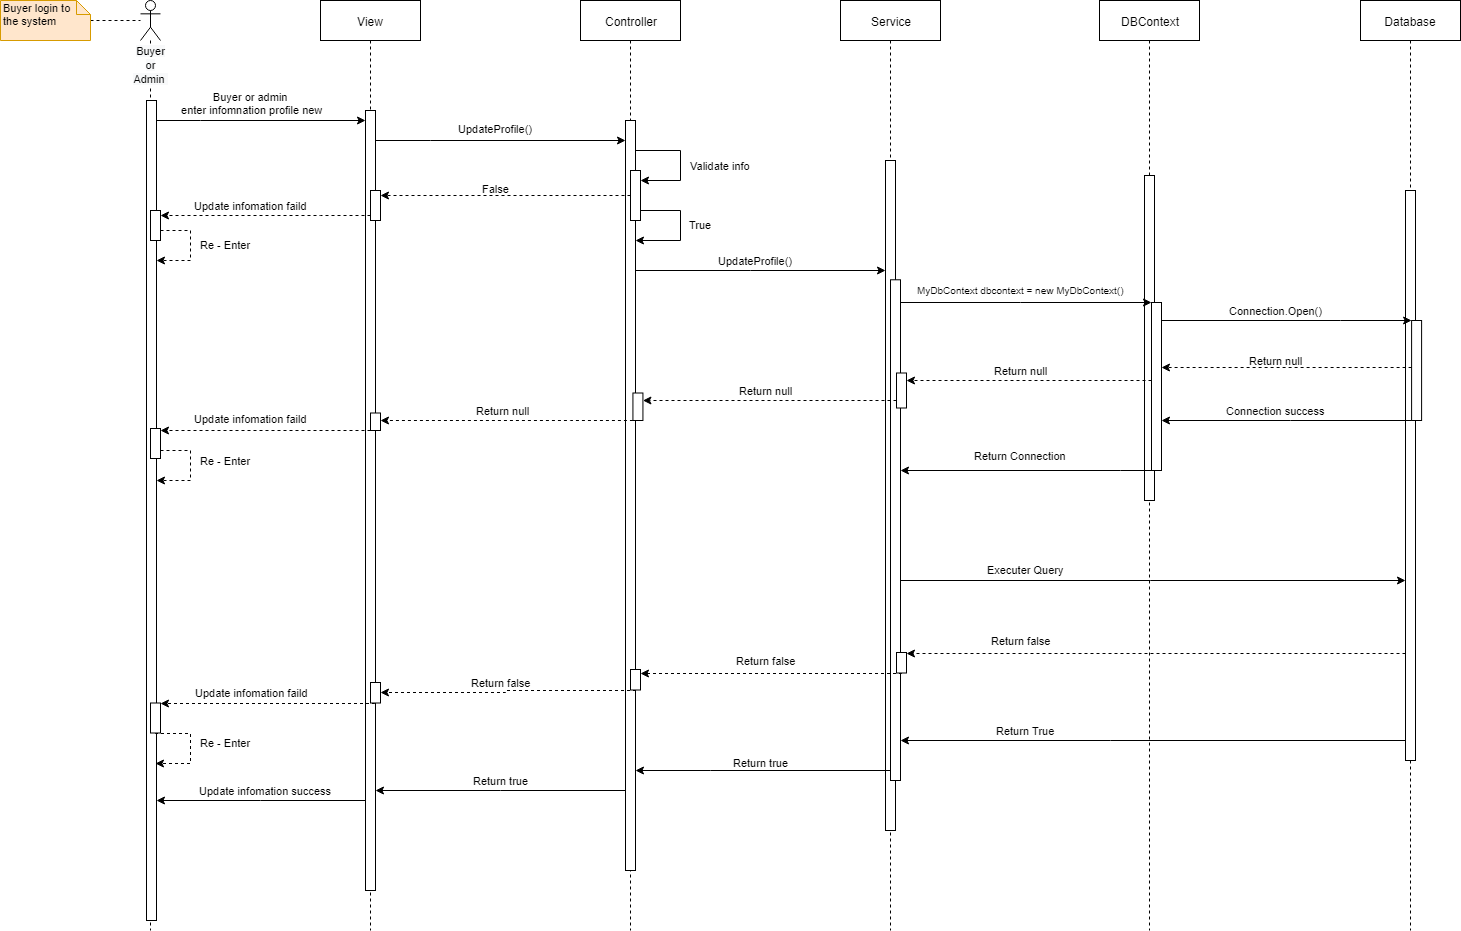 Buyer login to
the system
View
Controller
Service
DBContext
Database
Buyer
or
Admin
Buyer or admin
enter infomnation profile new
UpdateProfile()
Validate info
False
Update infomation faild
True
Re - Enter
UpdateProfile()
MyDbContext dbcontext = new MyDbContext()
Connection.Open()
Return null
Return null
Return null
Return null
Connection success
Update infomation faild
Return Connection
Re - Enter
Executer Query
Return false
Return false
Return false
Update infomation faild
Return True
Re - Enter
Return true
Return true
Update infomation success